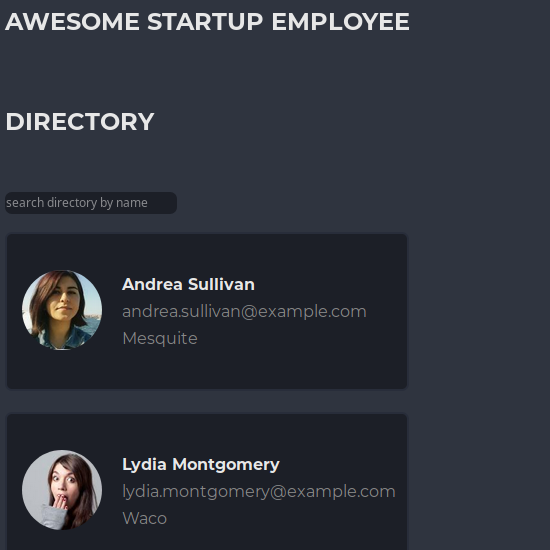 AWESOME STARTUP EMPLOYEE
DIRECTORY
search directory by name
Andrea Sullivan
andrea.sullivan@example.com
Mesquite
Lydia Montgomery
lydia.montgomery@example.com
Waco